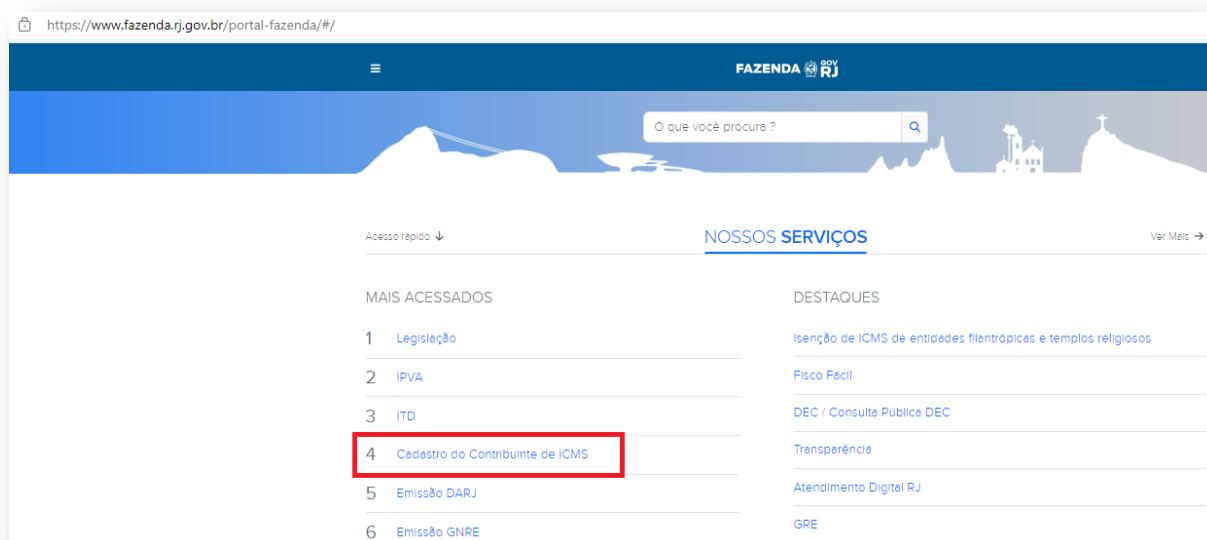 https://www.fazenda.rj.gov.br/portal-fazenda/#/
FAZENDA GOV RJ
O que você procura ?
Acesso rápido ↓
NOSSOS SERVIÇOS
Ver Mais →
MAIS ACESSADOS
1 Legislação
2 IPVA
3 ITD
4 Cadastro do Contribuinte de ICMS
5 Emissão DARJ
6 Emissão GNRE
DESTAQUES
Isenção de ICMS de entidades filantrópicas e templos religiosos
Fisco Fácil
DEC / Consulta Pública DEC
Transparência
Atendimento Digital RJ
GRE